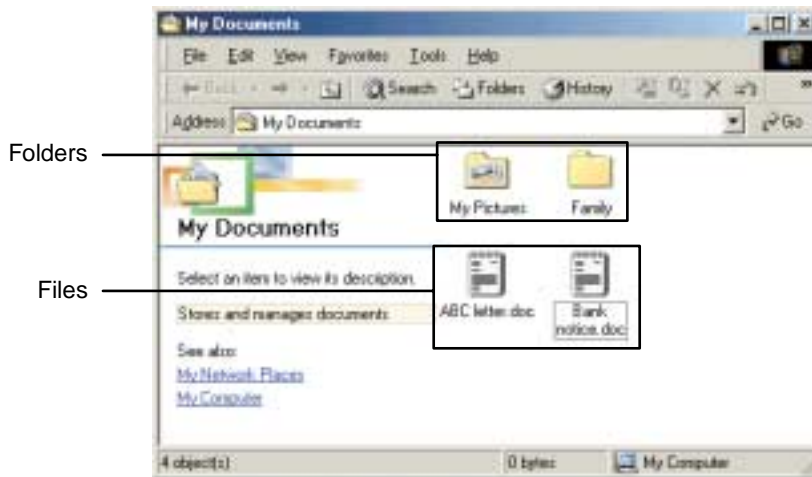 My Documents
File Edit View Favorites Tools Help
Back Search Folders History
Address My Documents Go
Folders
My Pictures Family
My Documents
Files
Select an item to view its description.
ABC letter.doc Bank notice.doc
Stores and manages documents
See also:
My Network Places
My Computer
4 object(s) 0 bytes My Computer